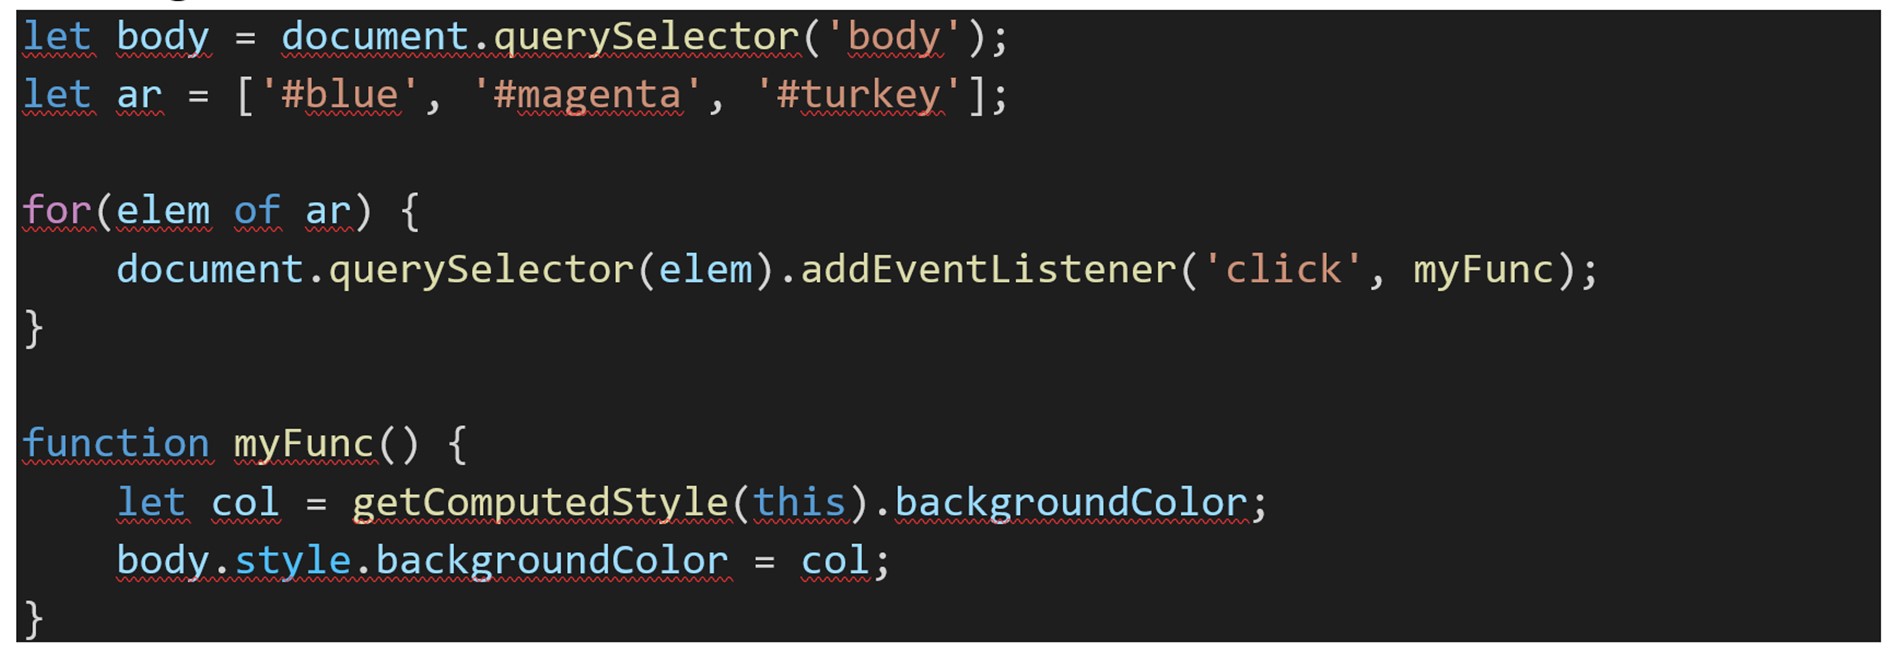 let body = document.querySelector('body');
let ar = ['#blue', '#magenta', '#turkey'];
for(elem of ar) {
    document.querySelector(elem).addEventListener('click', myFunc);
}
function myFunc() {
    let col = getComputedStyle(this).backgroundColor;
    body.style.backgroundColor = col;
}